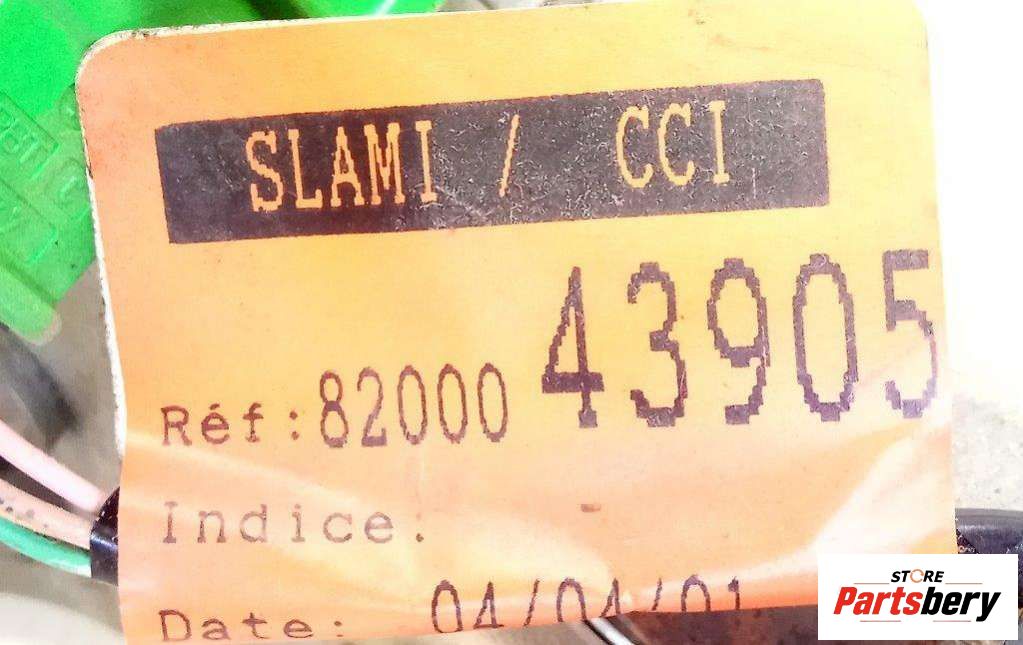 SLAMI / CCI
Réf:82000 43905
Indice: -
Date: 04/04/01
STORE
Partsbery